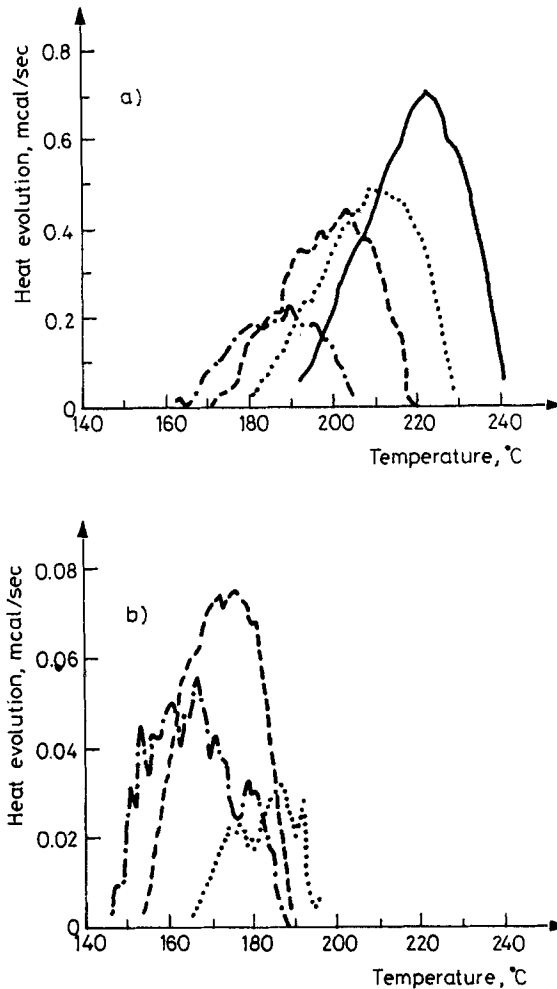 Heat evolution, mcal/sec
0.8
0.6
0.4
0.2
0
a)
140 160 180 200 220 240
Temperature, °C
Heat evolution, mcal/sec
0.08
0.06
0.04
0.02
0
b)
140 160 180 200 220 240
Temperature, °C